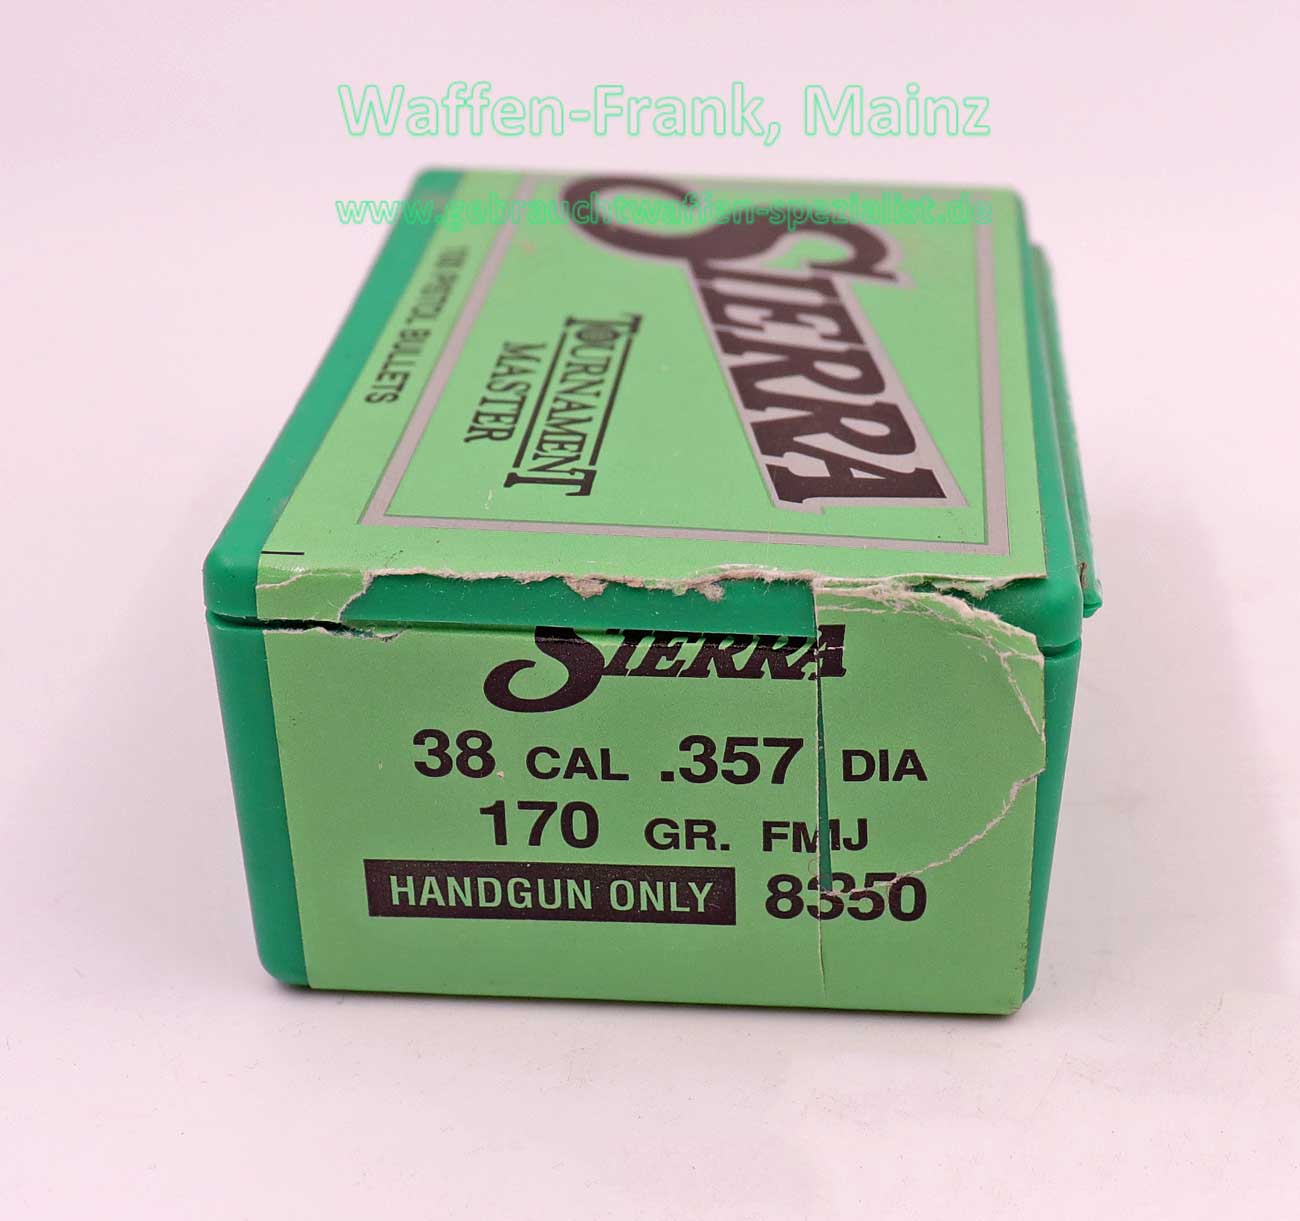 Waffen-Frank, Mainz
www.gebrauchtwaffen-spezialist.de
SIERRA
TOURNAMENT
MASTER
100 PISTOL BULLETS
SIERRA
38 CAL .357 DIA
170 GR. FMJ
HANDGUN ONLY 8350